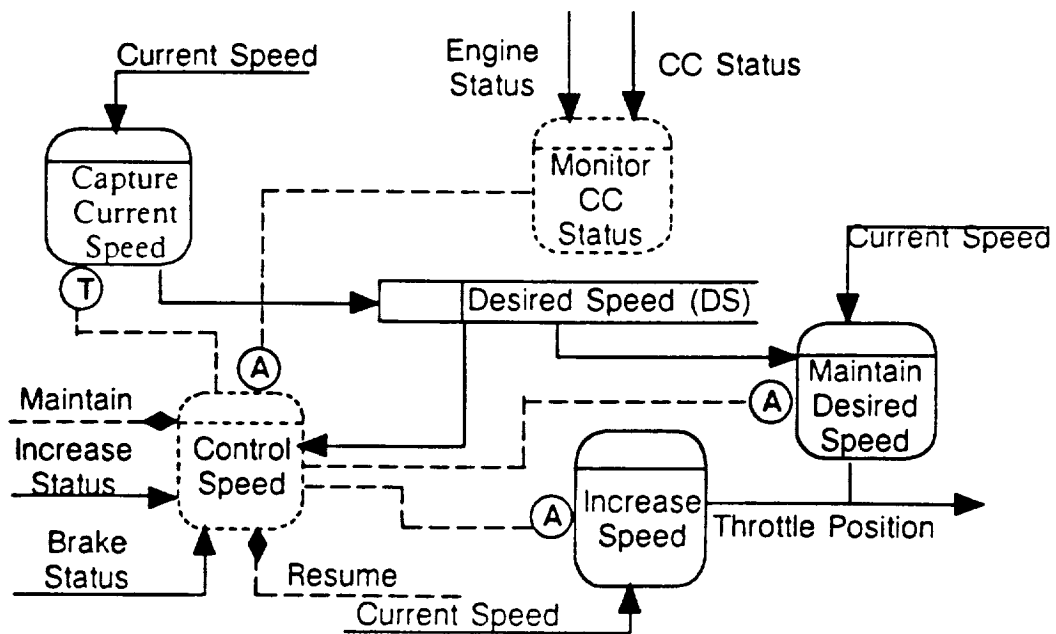 Current Speed
Engine
Status
CC Status
Capture
Current
Speed
T
Monitor
CC
Status
Current Speed
Desired Speed (DS)
A
Maintain
Desired
Speed
A
Maintain
Increase
Status
Control
Speed
A
Increase
Speed
Throttle Position
Brake
Status
Resume
Current Speed